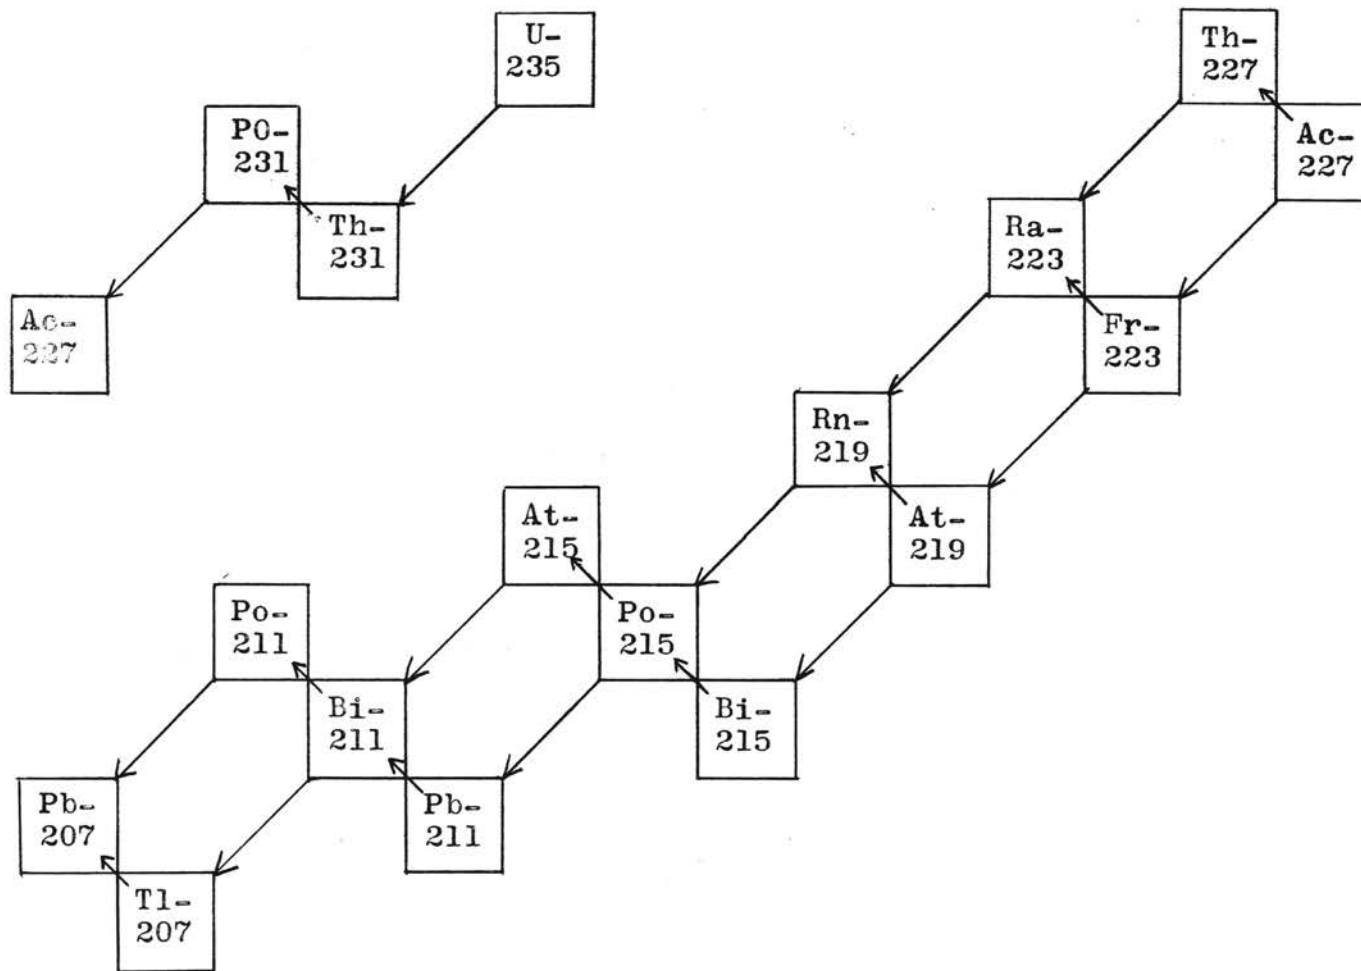 U-
235
Th-
227
PO-
231
Ac-
227
Th-
231
Ra-
223
Ac-
227
Fr-
223
Rn-
219
At-
219
At-
215
Po-
215
Po-
211
Bi-
215
Bi-
211
Pb-
211
Pb-
207
Tl-
207